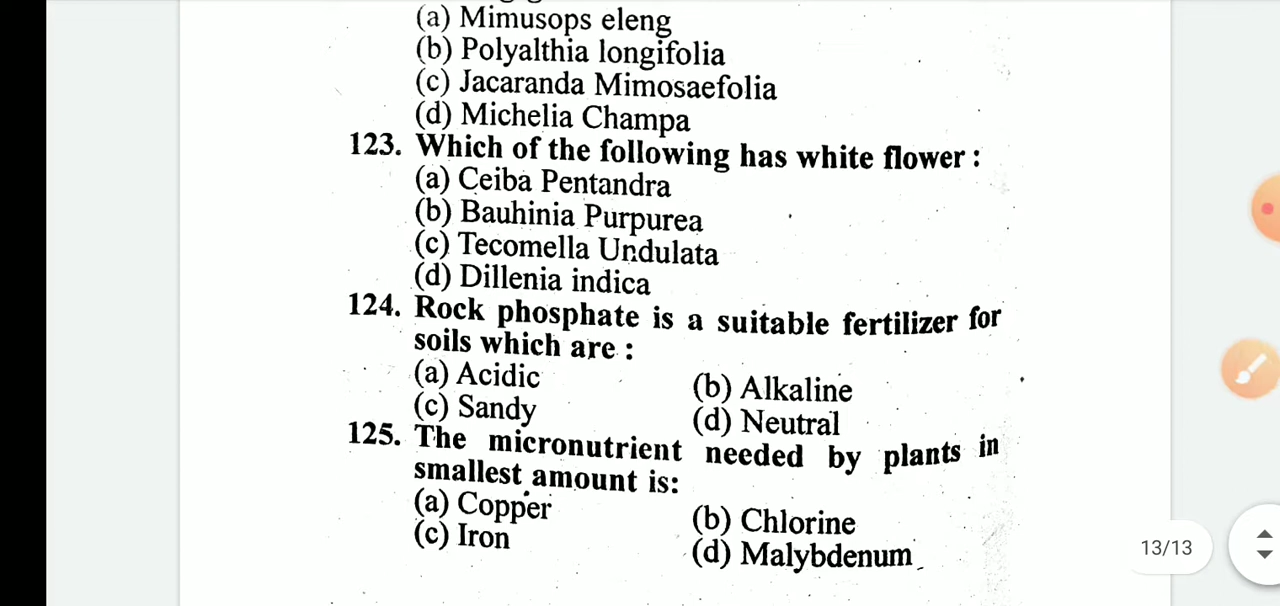 (a) Mimusops eleng
(b) Polyalthia longifolia
(c) Jacaranda Mimosaefolia
(d) Michelia Champa
123. Which of the following has white flower :
(a) Ceiba Pentandra
(b) Bauhinia Purpurea
(c) Tecomella Undulata
(d) Dillenia indica
124. Rock phosphate is a suitable fertilizer for
soils which are :
(a) Acidic (b) Alkaline
(c) Sandy (d) Neutral
125. The micronutrient needed by plants in
smallest amount is:
(a) Copper (b) Chlorine
(c) Iron (d) Malybdenum
13/13